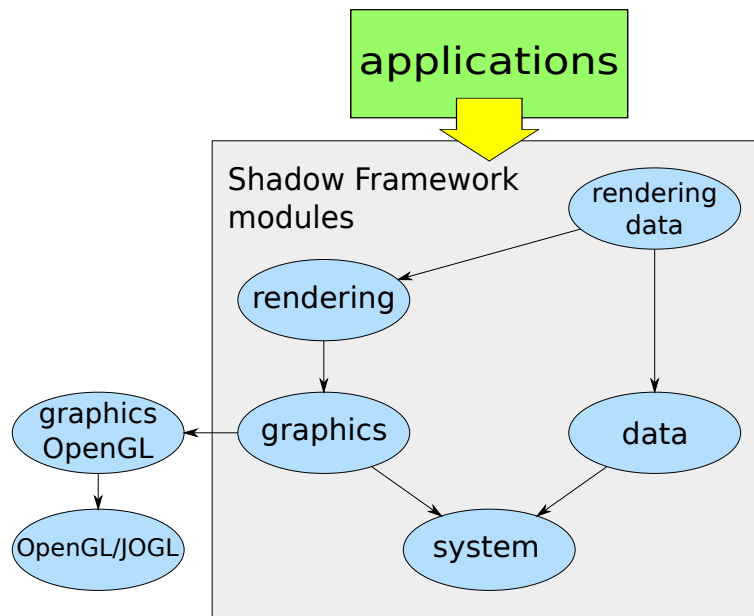 applications
Shadow Framework
modules
rendering
data
rendering
graphics
OpenGL
graphics
data
OpenGL/JOGL
system